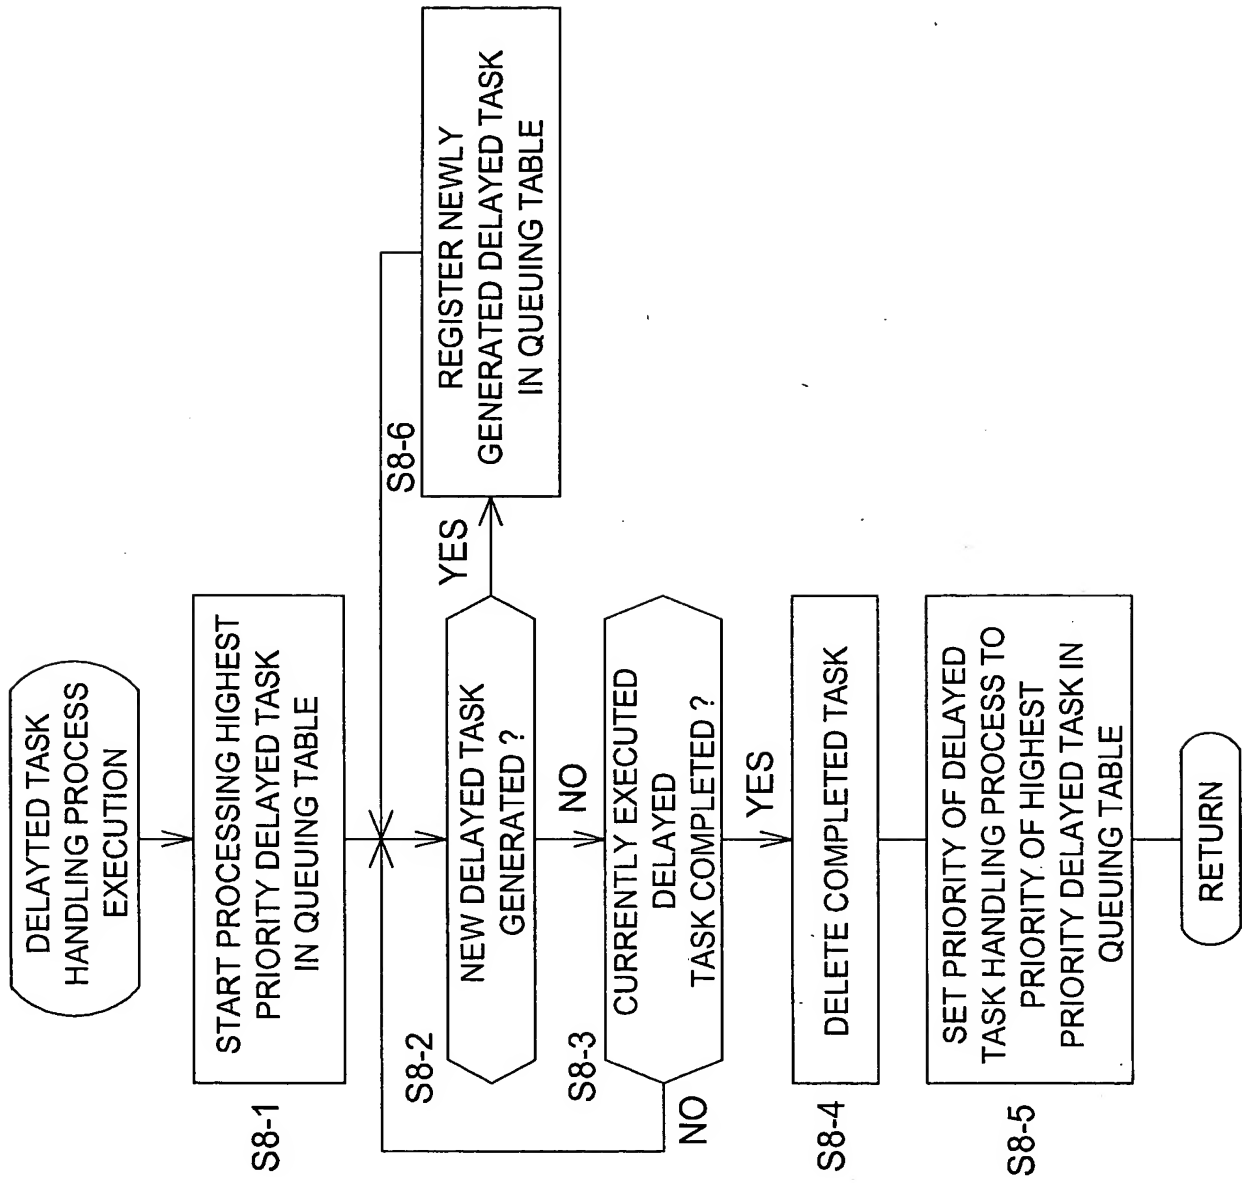 DELAYTED TASK
HANDLING PROCESS
EXECUTION
S8-1
START PROCESSING HIGHEST
PRIORITY DELAYED TASK
IN QUEUING TABLE
S8-2
NEW DELAYED TASK
GENERATED ?
YES
S8-6
REGISTER NEWLY
GENERATED DELAYED TASK
IN QUEUING TABLE
NO
S8-3
CURRENTLY EXECUTED
DELAYED
TASK COMPLETED ?
NO
YES
S8-4
DELETE COMPLETED TASK
S8-5
SET PRIORITY OF DELAYED
TASK HANDLING PROCESS TO
PRIORITY OF HIGHEST
PRIORITY DELAYED TASK IN
QUEUING TABLE
RETURN